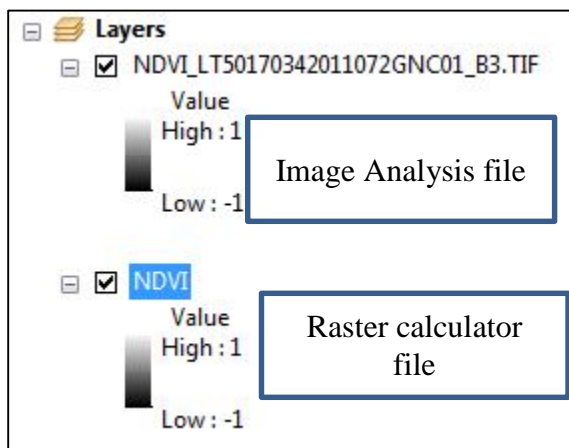 Layers
NDVI_LT50170342011072GNC01_B3.TIF
Value
High : 1
Low : -1
Image Analysis file
NDVI
Value
High : 1
Low : -1
Raster calculator
file